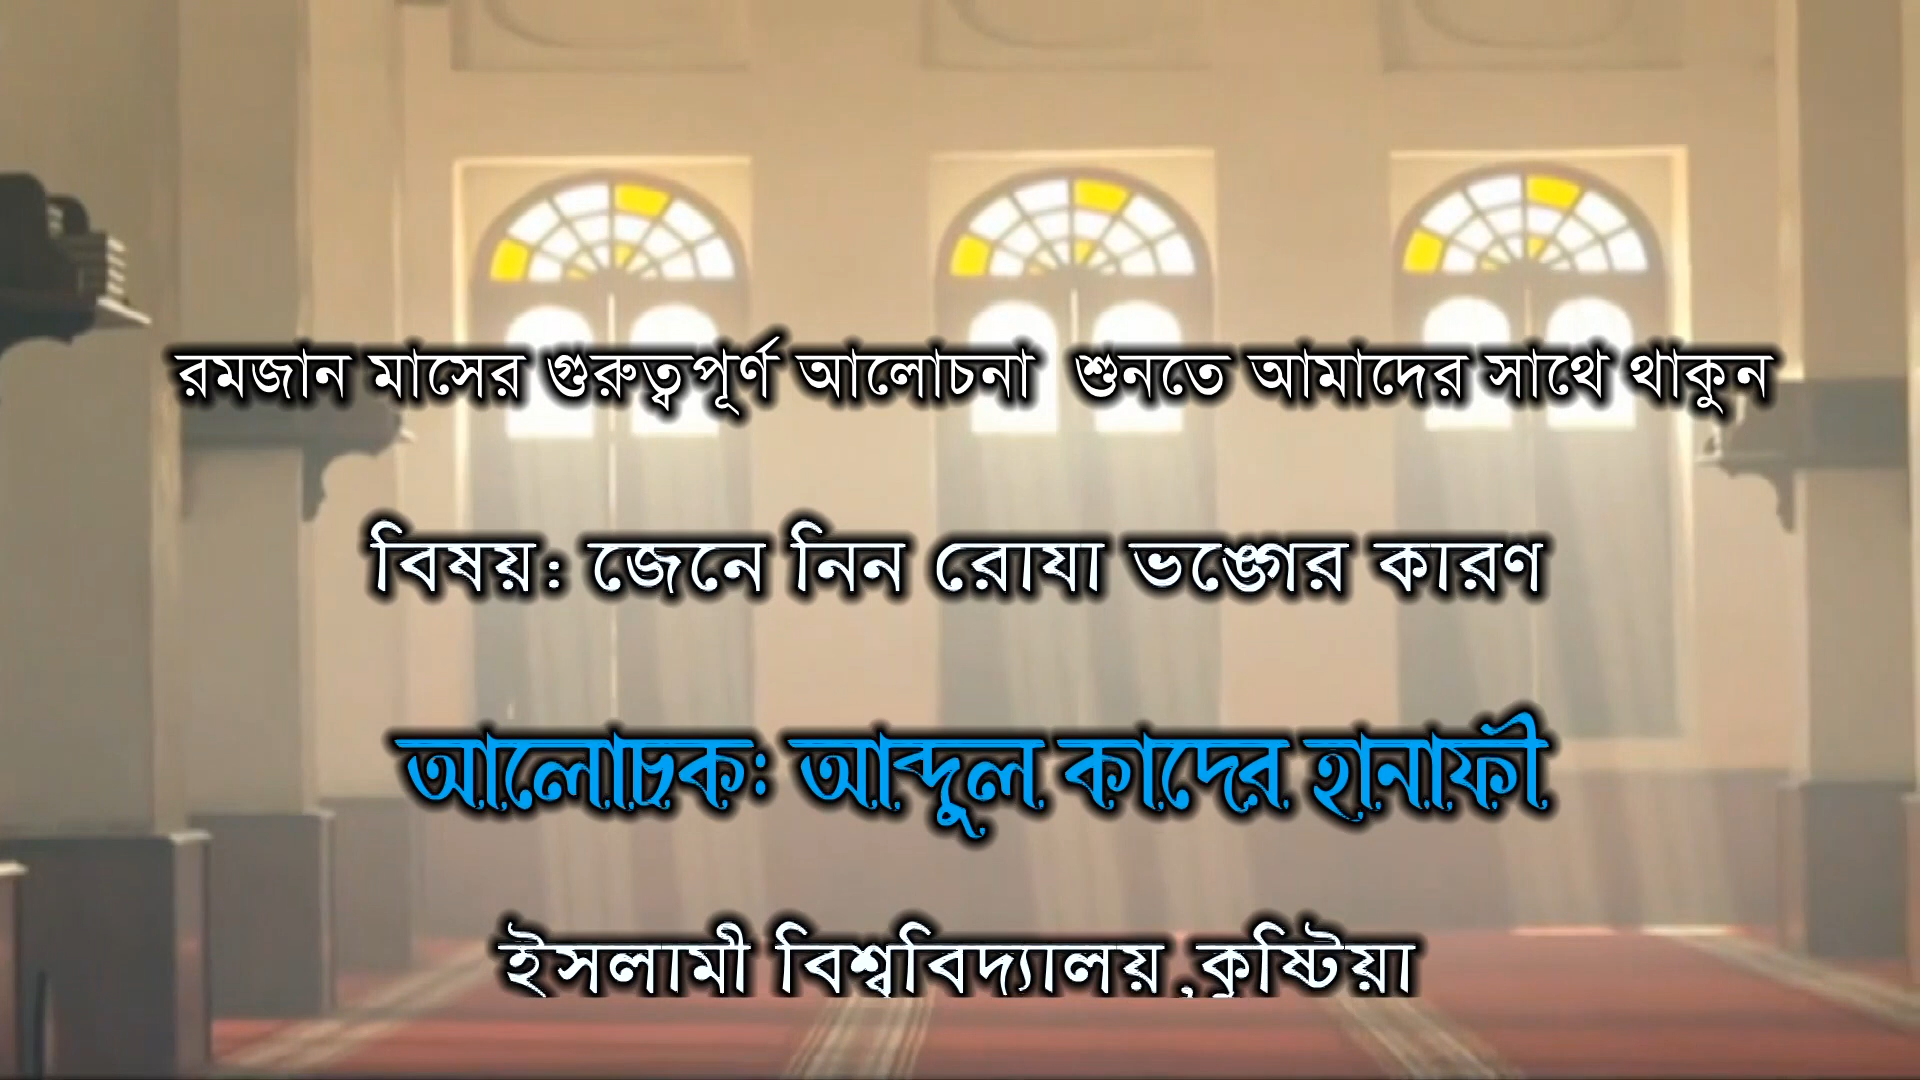 রমজান মাসের গুরুত্বপূর্ণ আলোচনা শুনতে আমাদের সাথে থাকুন
বিষয়: জেনে নিন রোযা ভঙ্গের কারণ
আলোচক: আব্দুল কাদের হানাফী
ইসলামী বিশ্ববিদ্যালয় ,কুষ্টিয়া